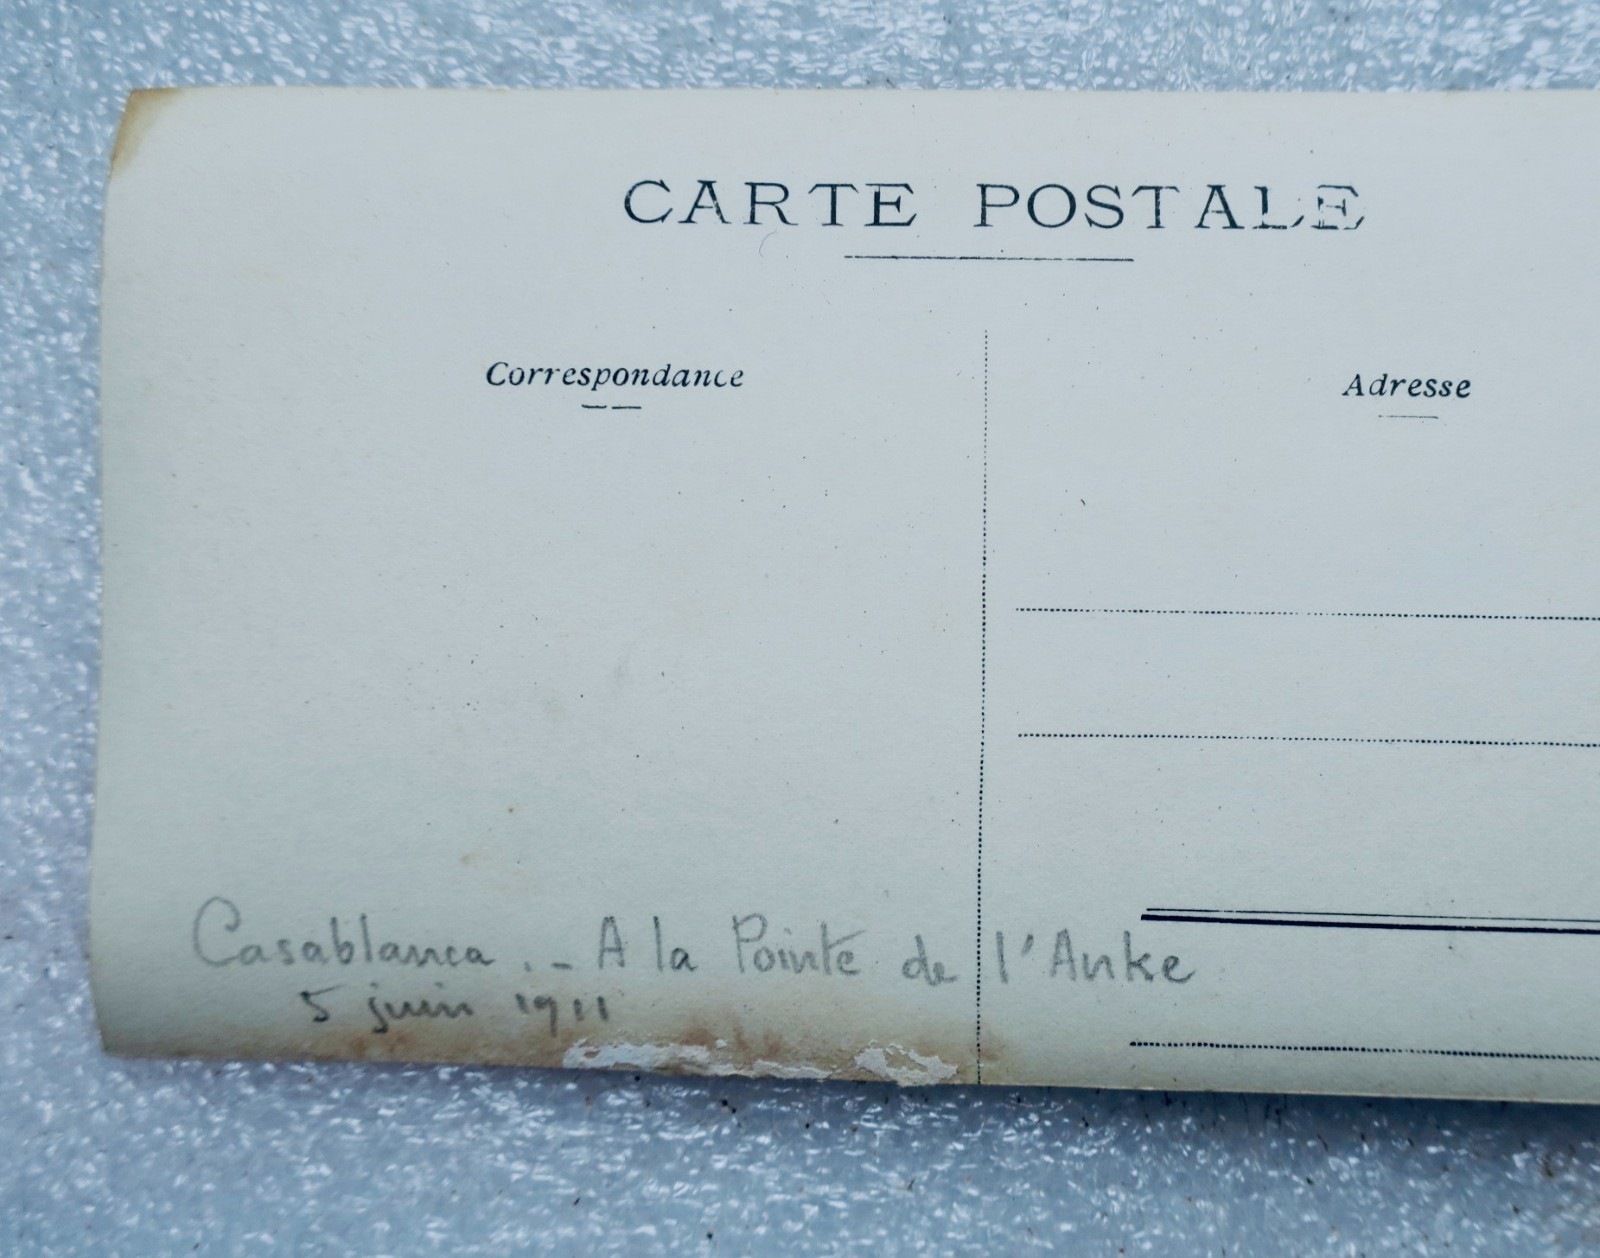 CARTE POSTALE
Correspondance
Adresse
Casablanca. - A la Pointe de l'Anke
5 juin 1911